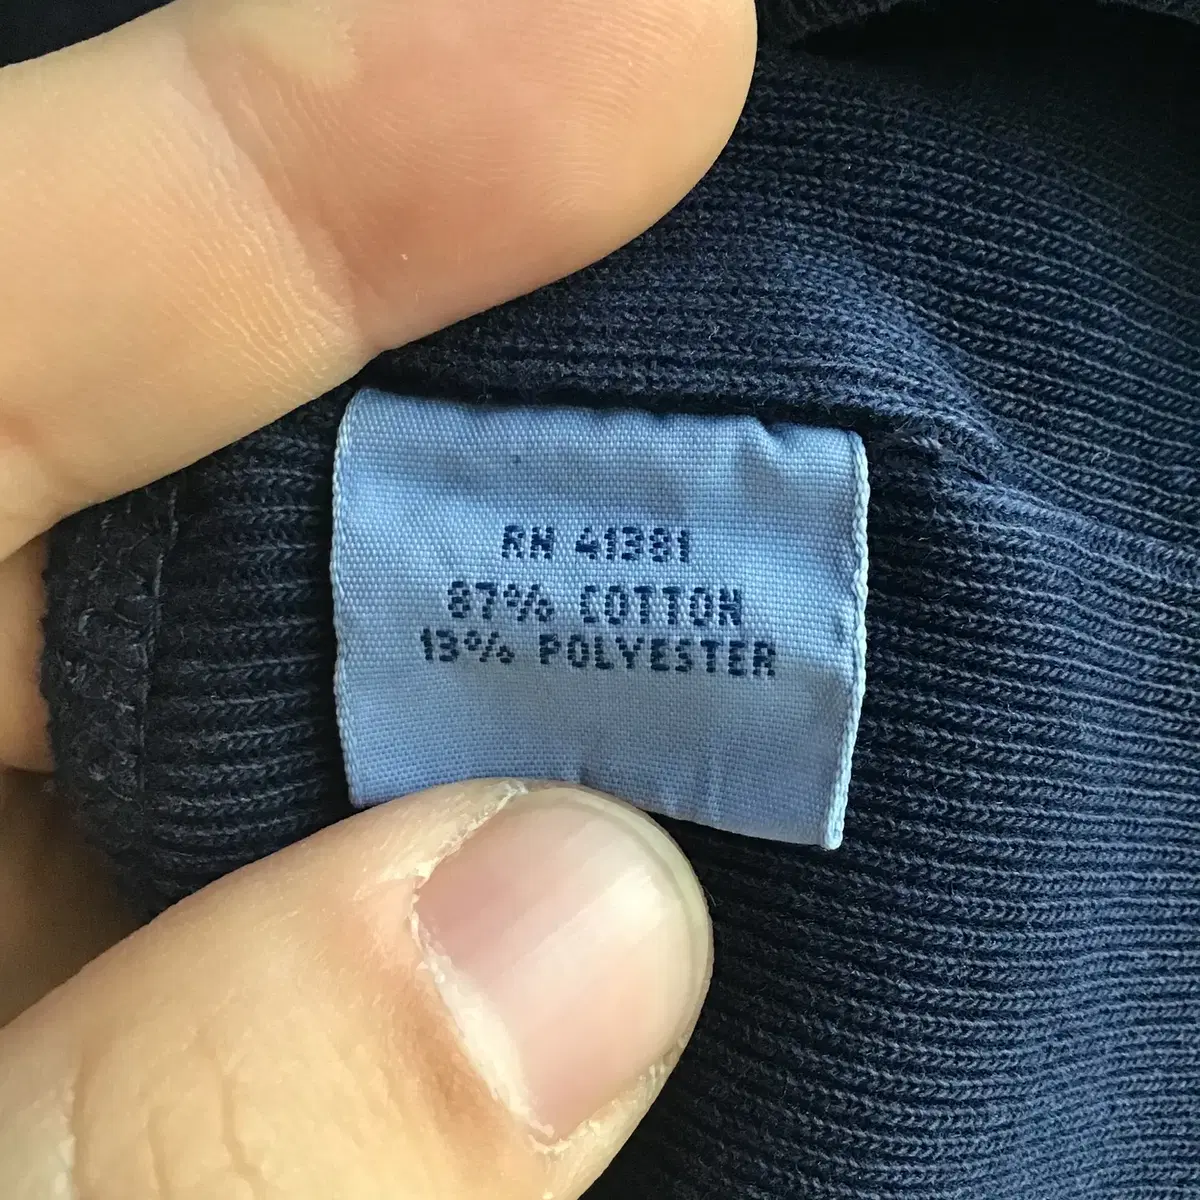 RN 41381
87% COTTON
13% POLYESTER